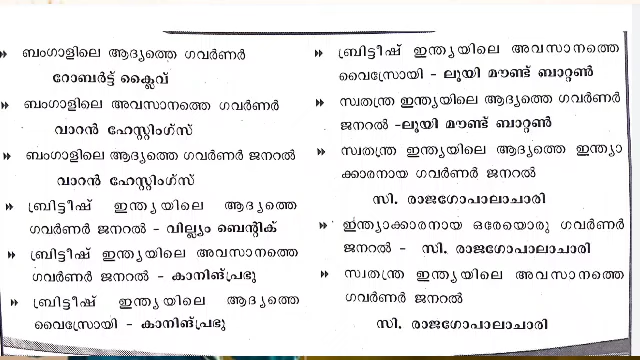 » ബംഗാളിലെ ആദ്യത്തെ ഗവർണർ
റോബർട്ട് ക്ലൈവ്
» ബംഗാളിലെ അവസാനത്തെ ഗവർണർ
വാറൻ ഹേസ്റ്റിംഗ്സ്
» ബംഗാളിലെ ആദ്യത്തെ ഗവർണർ ജനറൽ
വാറൻ ഹേസ്റ്റിംഗ്സ്
» ബ്രിട്ടീഷ് ഇന്ത്യയിലെ ആദ്യത്തെ
ഗവർണർ ജനറൽ - വില്ല്യം ബെന്റിക്
» ബ്രിട്ടീഷ് ഇന്ത്യയിലെ അവസാനത്തെ
ഗവർണർ ജനറൽ - കാനിങ്പ്രഭു
» ബ്രിട്ടീഷ് ഇന്ത്യയിലെ ആദ്യത്തെ
വൈസ്രോയി - കാനിങ്പ്രഭു
» ബ്രിട്ടീഷ് ഇന്ത്യയിലെ അവസാനത്തെ
വൈസ്രോയി - ലൂയി മൗണ്ട് ബാറ്റൺ
» സ്വതന്ത്ര ഇന്ത്യയിലെ ആദ്യത്തെ ഗവർണർ
ജനറൽ -ലൂയി മൗണ്ട് ബാറ്റൺ
» സ്വതന്ത്ര ഇന്ത്യയിലെ ആദ്യത്തെ ഇന്ത്യാ
ക്കാരനായ ഗവർണർ ജനറൽ
സി. രാജഗോപാലാചാരി
» ഇന്ത്യാക്കാരനായ ഒരേയൊരു ഗവർണർ
ജനറൽ - സി. രാജഗോപാലാചാരി
» സ്വതന്ത്ര ഇന്ത്യയിലെ അവസാനത്തെ
ഗവർണർ ജനറൽ
സി. രാജഗോപാലാചാരി